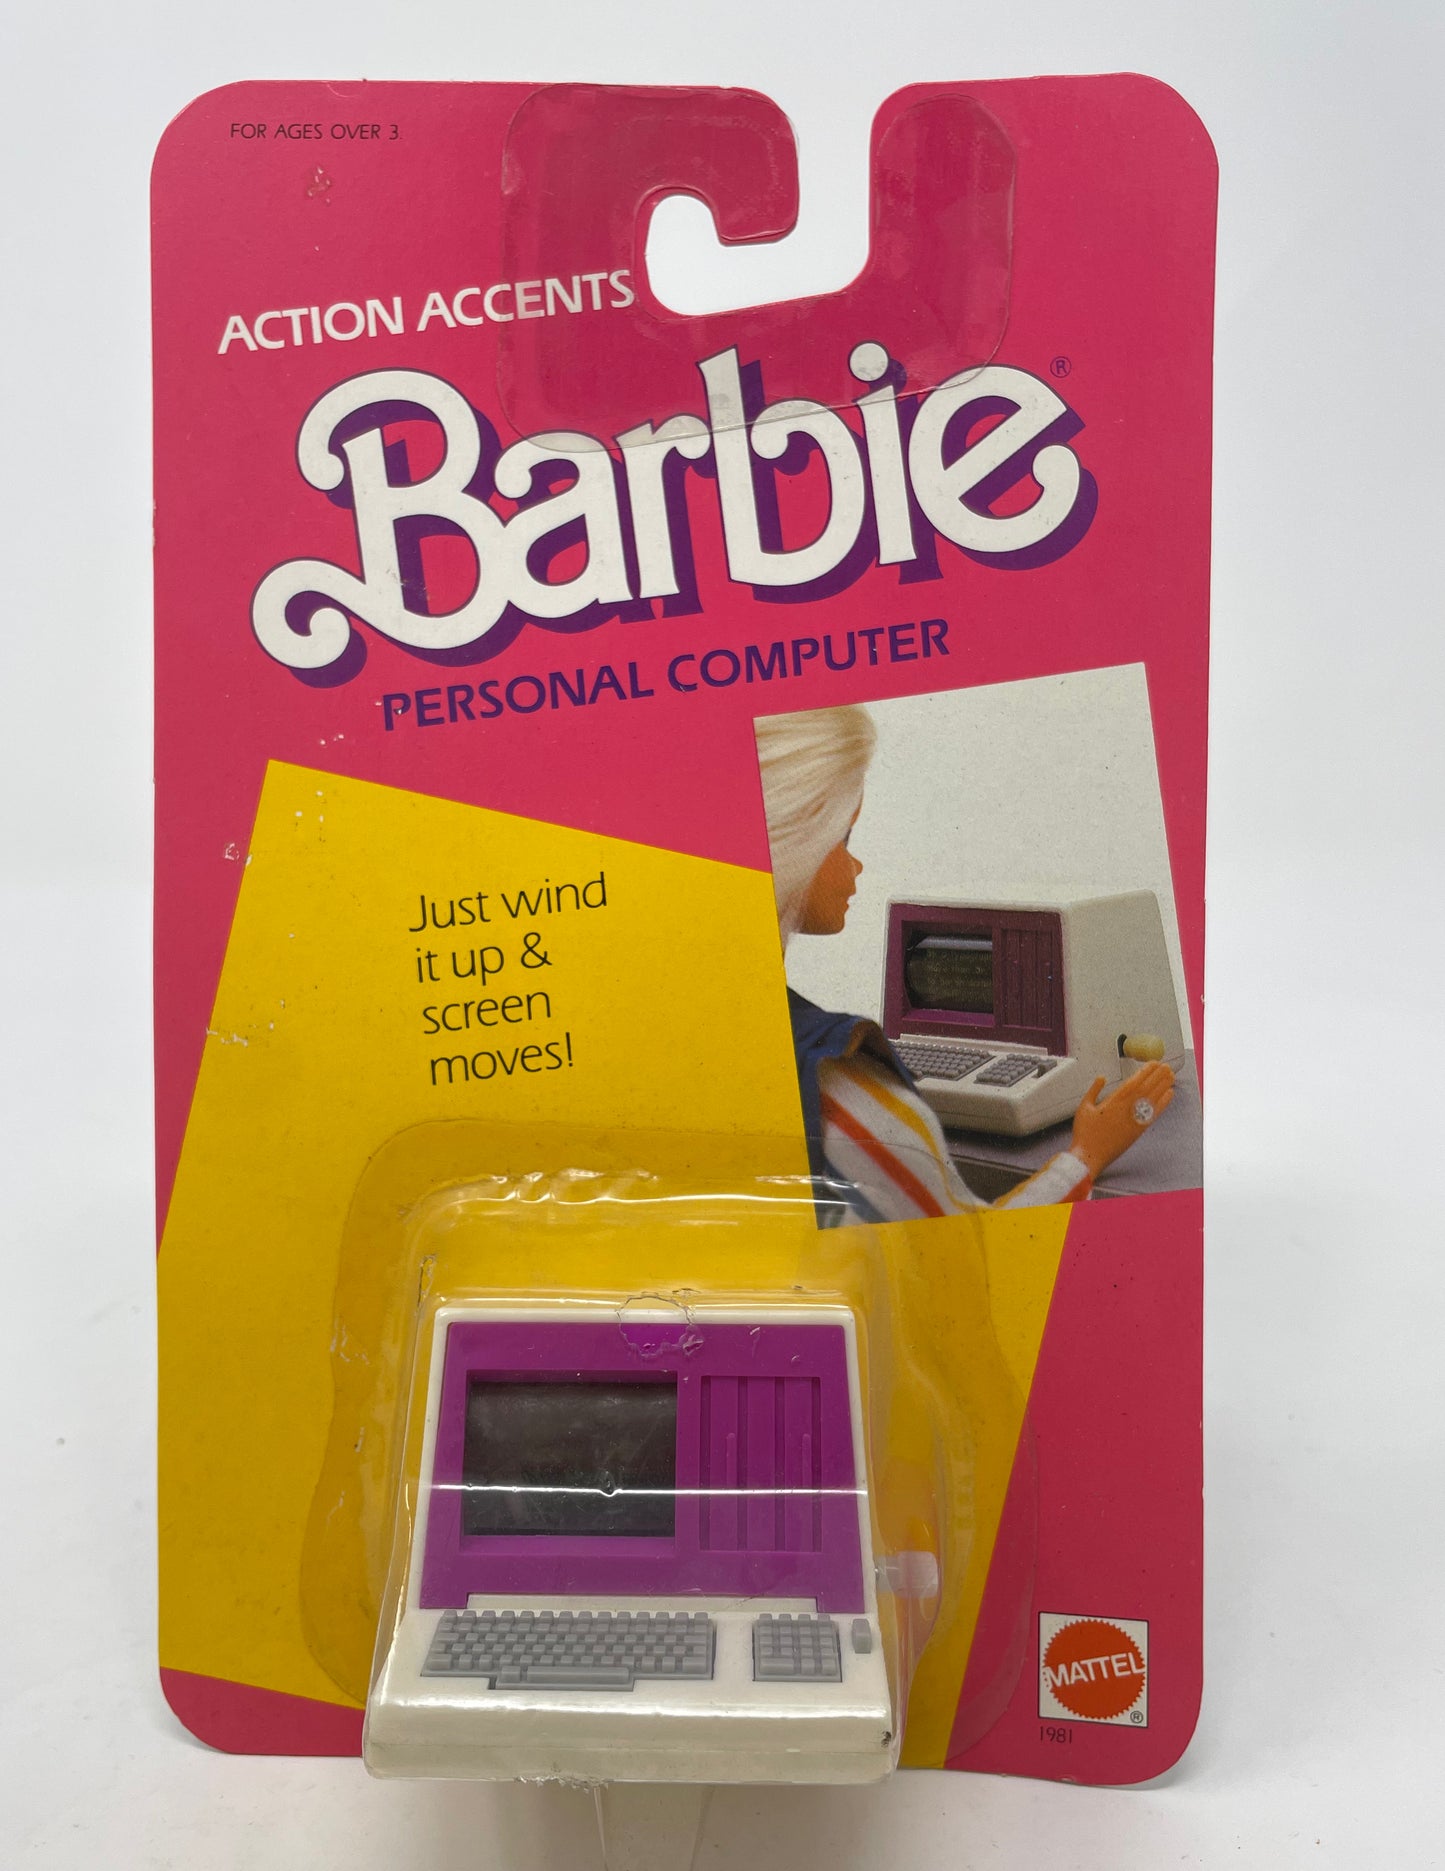 FOR AGES OVER 3.
ACTION ACCENTS
Barbie®
PERSONAL COMPUTER
Just wind
it up &
screen
moves!
MATTEL
®
1981